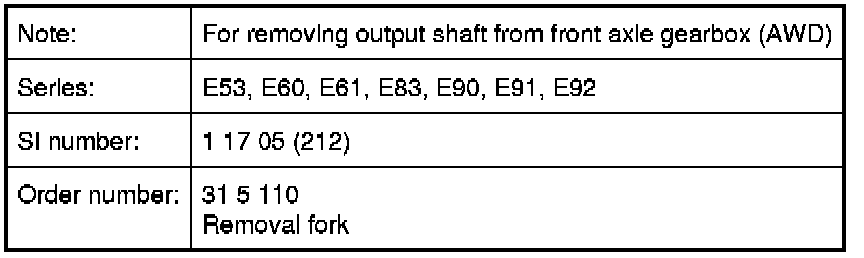 Note: For removing output shaft from front axle gearbox (AWD)
Series: E53, E60, E61, E83, E90, E91, E92
SI number: 1 17 05 (212)
Order number: 31 5 110
Removal fork